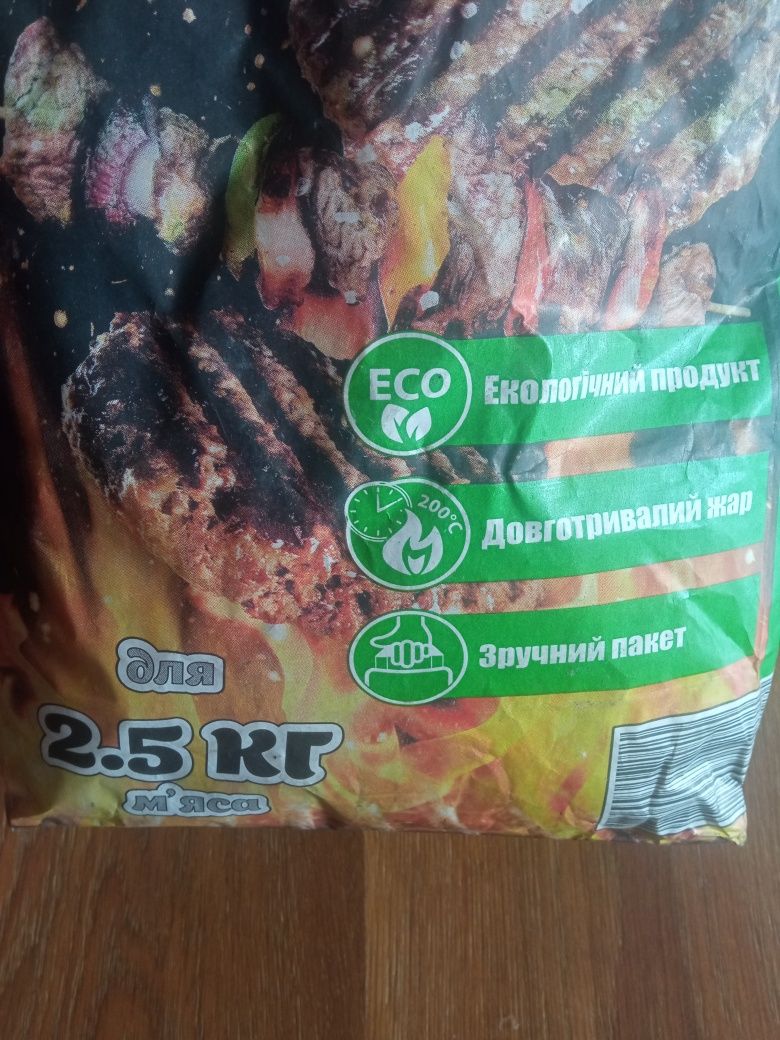 ECO
Екологічний продукт
200°C
Довготривалий жар
Зручний пакет
для
2.5 кг
м'яса